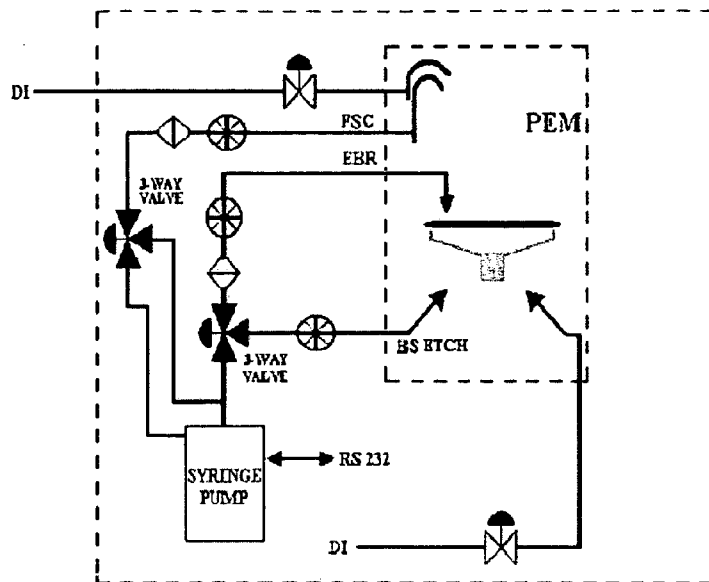 DI
FSC
PEM
EBR
3-WAY
VALVE
BS ETCH
3-WAY
VALVE
SYRINGE
PUMP
RS 232
DI